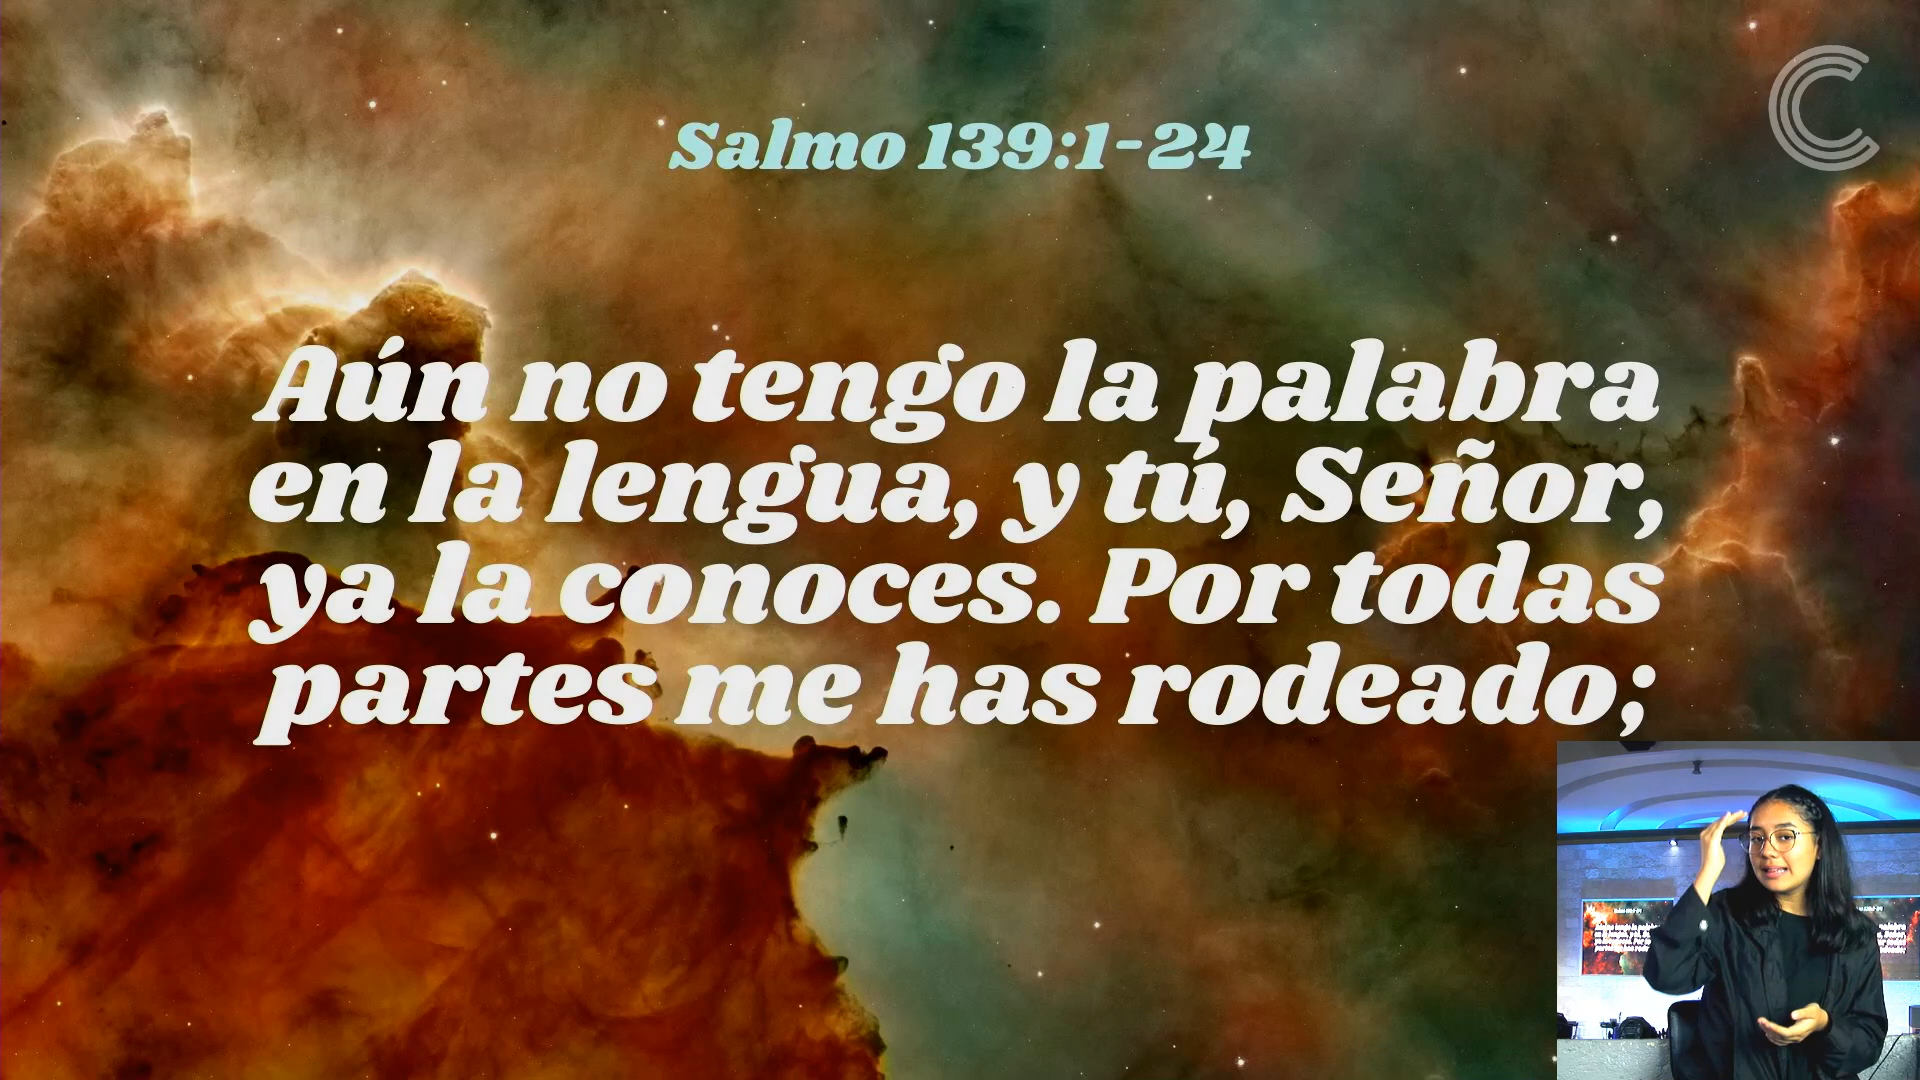 Salmo 139:1-24
Aún no tengo la palabra
en la lengua, y tú, Señor,
ya la conoces. Por todas
partes me has rodeado;